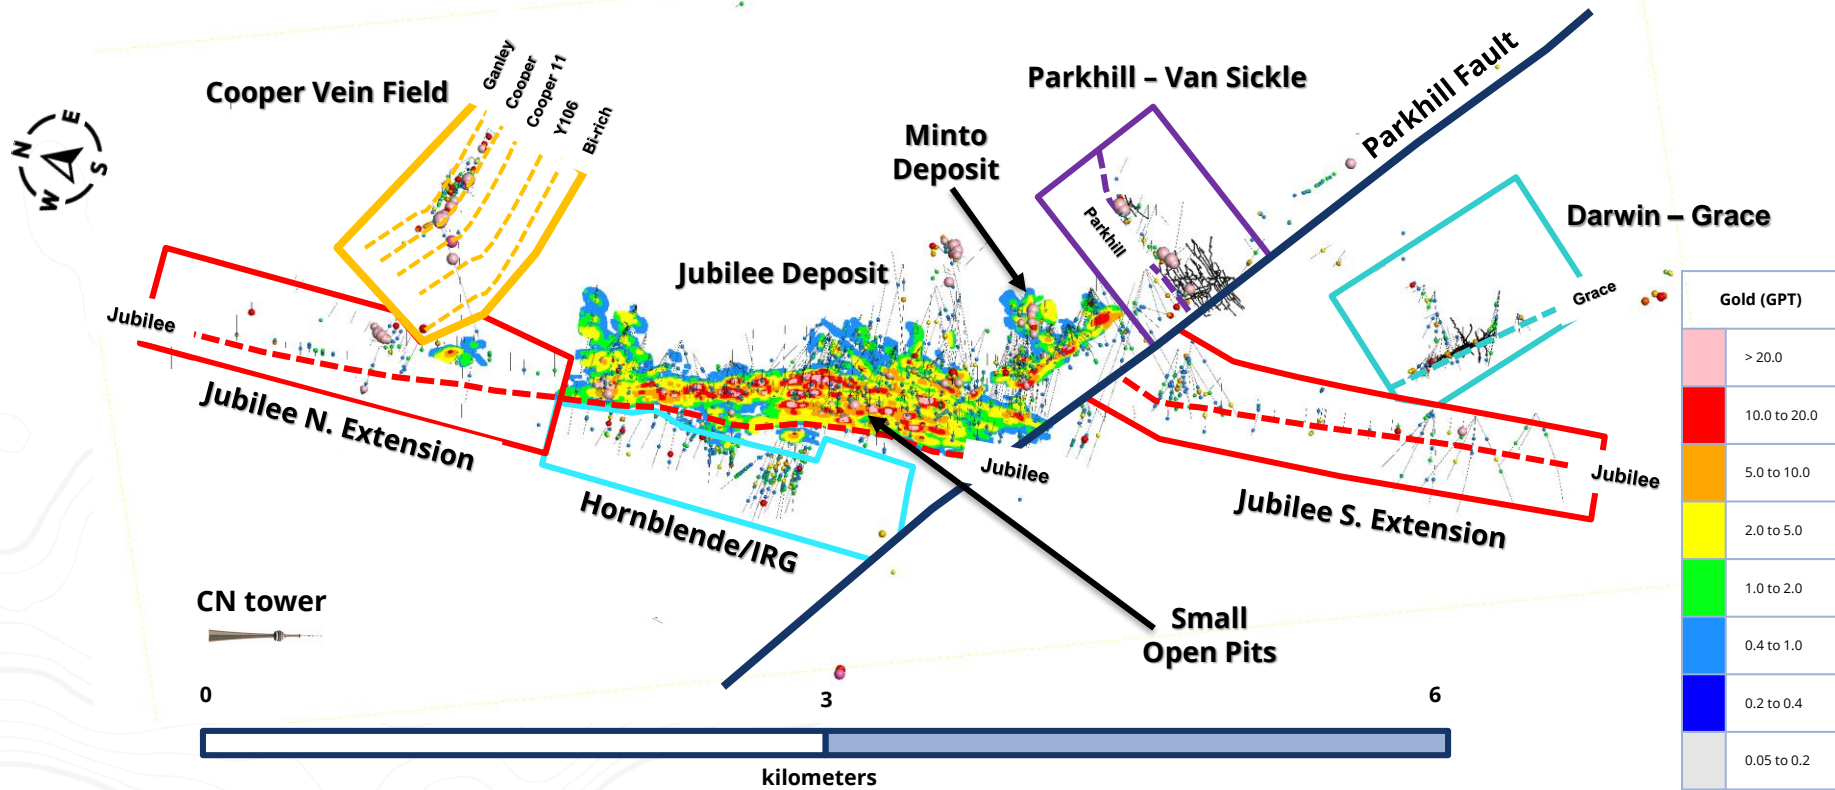 Ganley
Cooper
Cooper 11
Y106
Bi-rich
Cooper Vein Field
Parkhill – Van Sickle
Parkhill Fault
Minto
Deposit
N
E
S
W
Parkhill
Darwin – Grace
Grace
Jubilee Deposit
Jubilee
Jubilee N. Extension
Hornblende/IRG
Jubilee
Jubilee S. Extension
Jubilee
Small
Open Pits
CN tower
0
3
6
kilometers
Gold (GPT)
> 20.0
10.0 to 20.0
5.0 to 10.0
2.0 to 5.0
1.0 to 2.0
0.4 to 1.0
0.2 to 0.4
0.05 to 0.2